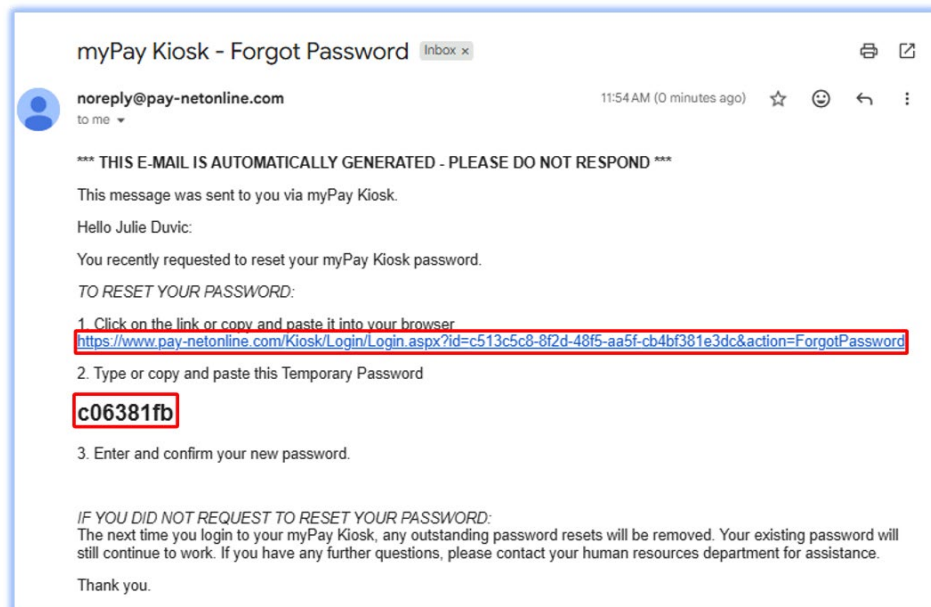 myPay Kiosk - Forgot Password Inbox x
noreply@pay-netonline.com 11:54 AM (0 minutes ago)
to me
*** THIS E-MAIL IS AUTOMATICALLY GENERATED - PLEASE DO NOT RESPOND ***
This message was sent to you via myPay Kiosk.
Hello Julie Duvic:
You recently requested to reset your myPay Kiosk password.
TO RESET YOUR PASSWORD:
1. Click on the link or copy and paste it into your browser
https://www.pay-netonline.com/Kiosk/Login/Login.aspx?id=c513c5c8-8f2d-48f5-aa5f-cb4bf381e3dc&action=ForgotPassword
2. Type or copy and paste this Temporary Password
c06381fb
3. Enter and confirm your new password.
IF YOU DID NOT REQUEST TO RESET YOUR PASSWORD:
The next time you login to your myPay Kiosk, any outstanding password resets will be removed. Your existing password will
still continue to work. If you have any further questions, please contact your human resources department for assistance.
Thank you.